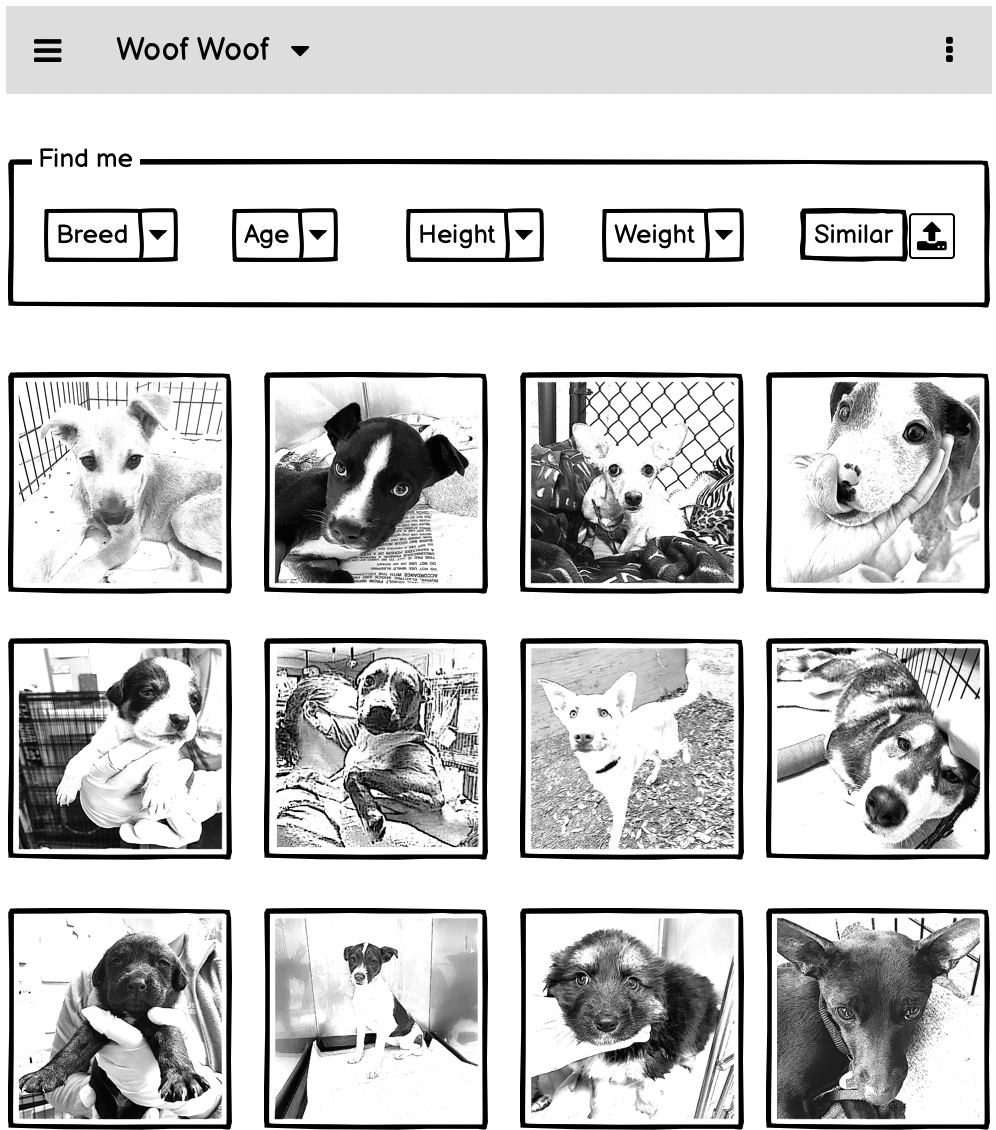 Woof Woof
Find me
Breed
Age
Height
Weight
Similar